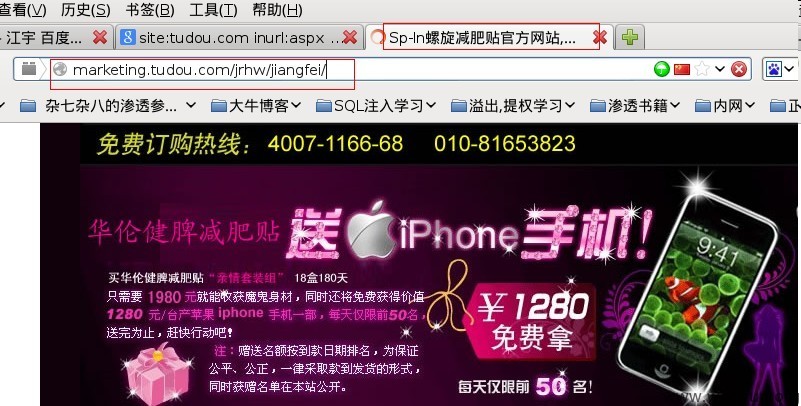 查看(V) 历史(S) 书签(B) 工具(T) 帮助(H)
江宇 百度... site:tudou.com inurl:aspx ... Sp-In螺旋减肥贴官方网站,...
marketing.tudou.com/jrhw/jiangfei/
杂七杂八的渗透参... 大牛博客 SQL注入学习 溢出,提权学习 渗透书籍 内网 正
免费订购热线： 4007-1166-68 010-81653823
华伦健脾减肥贴 送 iPhone手机!
9:41
买华伦健脾减肥贴“亲情套装组” 18盒180天
只需要 1980 元就能收获魔鬼身材，同时还将免费获得价值
1280 元/台产苹果 iphone 手机一部，每天仅限前50名，
送完为止，赶快行动吧！
¥1280
免费拿
注：赠送名额按到款日期排名，为保证
公平、公正，一律采取款到发货的形式，
同时获赠名单在本站公开。
每天仅限前 50 名!